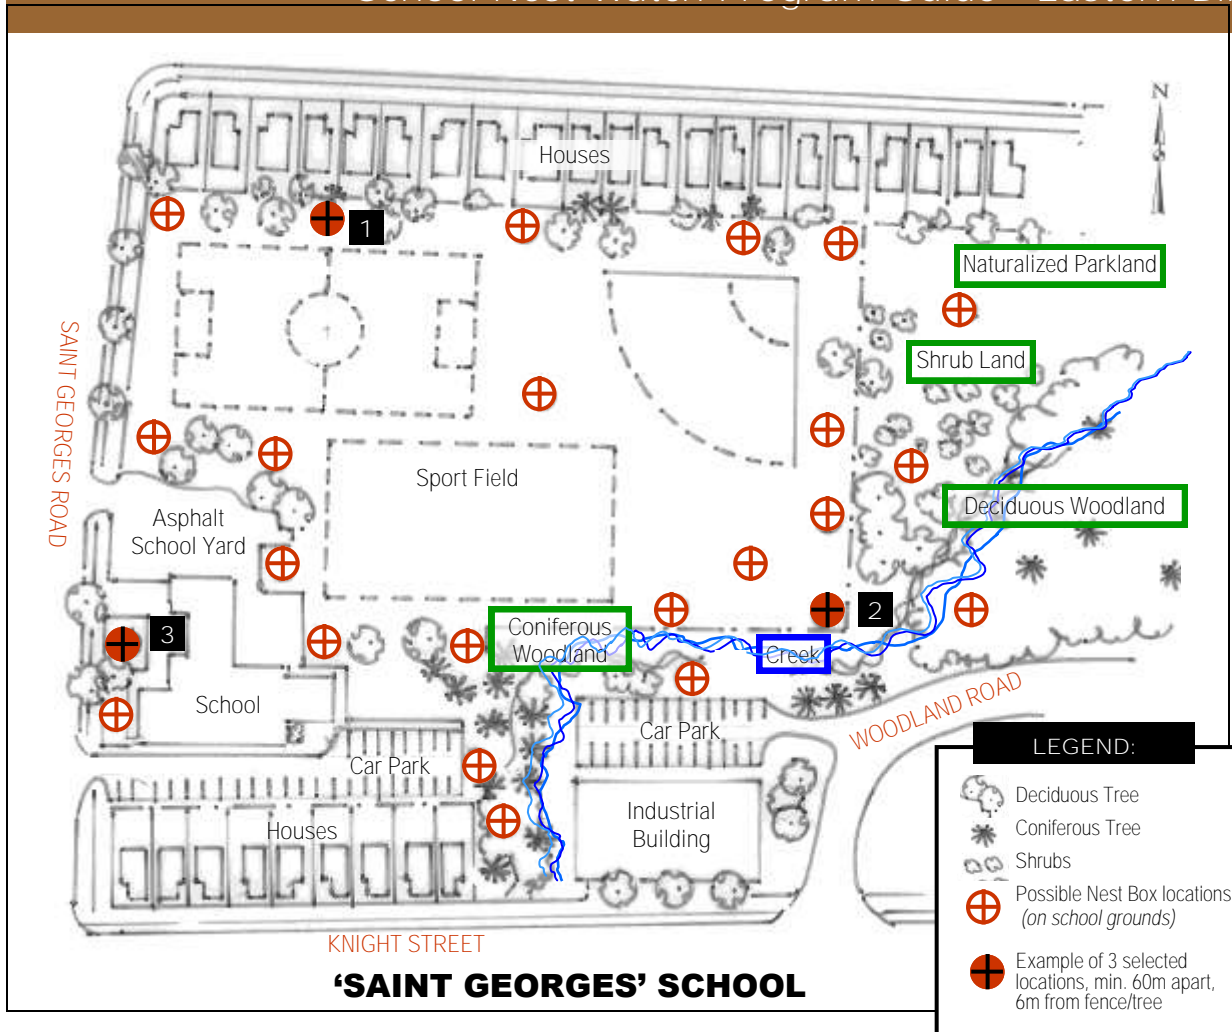 N
Houses
1
Naturalized Parkland
SAINT GEORGES ROAD
Shrub Land
Sport Field
Deciduous Woodland
Asphalt
School Yard
2
3
Coniferous
Woodland
Creek
School
WOODLAND ROAD
Car Park
Car Park
Industrial
Building
Houses
KNIGHT STREET
'SAINT GEORGES' SCHOOL
LEGEND:
Deciduous Tree
Coniferous Tree
Shrubs
Possible Nest Box locations
(on school grounds)
Example of 3 selected
locations, min. 60m apart,
6m from fence/tree